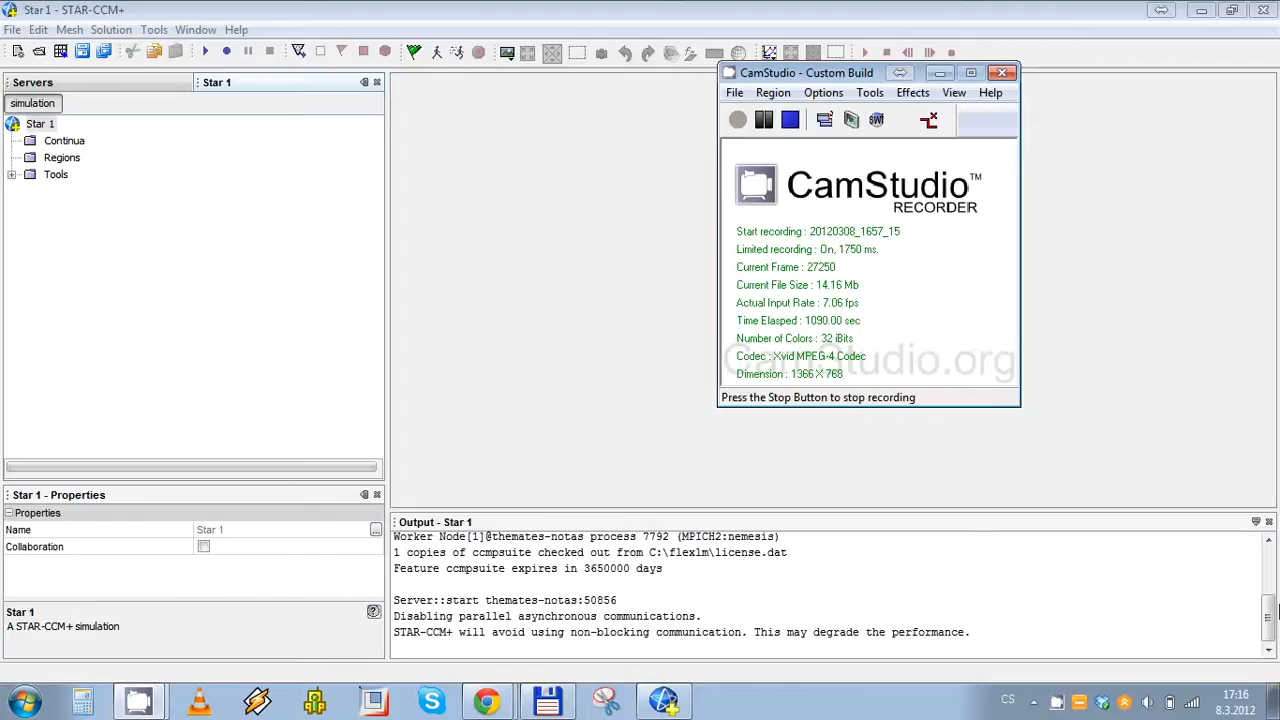 Star 1 - STAR-CCM+
File Edit Mesh Solution Tools Window Help
Servers
Star 1
simulation
Star 1
Continua
Regions
Tools
CamStudio - Custom Build
File Region Options Tools Effects View Help
CamStudio™
RECORDER
Start recording : 20120308_1657_15
Limited recording : On, 1750 ms.
Current Frame : 27250
Current File Size : 14.16 Mb
Actual Input Rate : 7.06 fps
Time Elasped : 1090.00 sec
Number of Colors : 32 iBits
Codec : Xvid MPEG-4 Codec
Dimension : 1366 X 768
CamStudio.org
Press the Stop Button to stop recording
Star 1 - Properties
Properties
Name Star 1
Collaboration
Star 1
A STAR-CCM+ simulation
Output - Star 1
Worker Node[1]@themates-notas process 7792 (MPICH2:nemesis)
1 copies of ccmpsuite checked out from C:\flexlm\license.dat
Feature ccmpsuite expires in 3650000 days
Server::start themates-notas:50856
Disabling parallel asynchronous communications.
STAR-CCM+ will avoid using non-blocking communication. This may degrade the performance.
CS
17:16
8.3.2012